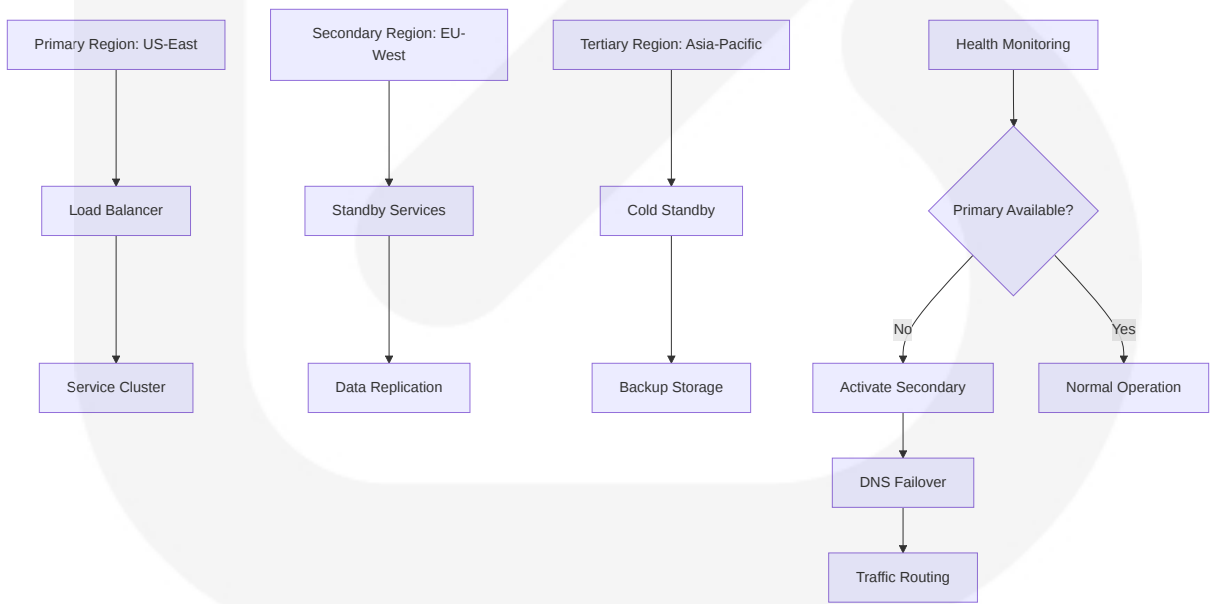 Primary Region: US-East
Secondary Region: EU-
West
Tertiary Region: Asia-Pacific
Health Monitoring
Load Balancer
Standby Services
Cold Standby
Primary Available?
No
Yes
Service Cluster
Data Replication
Backup Storage
Activate Secondary
Normal Operation
DNS Failover
Traffic Routing